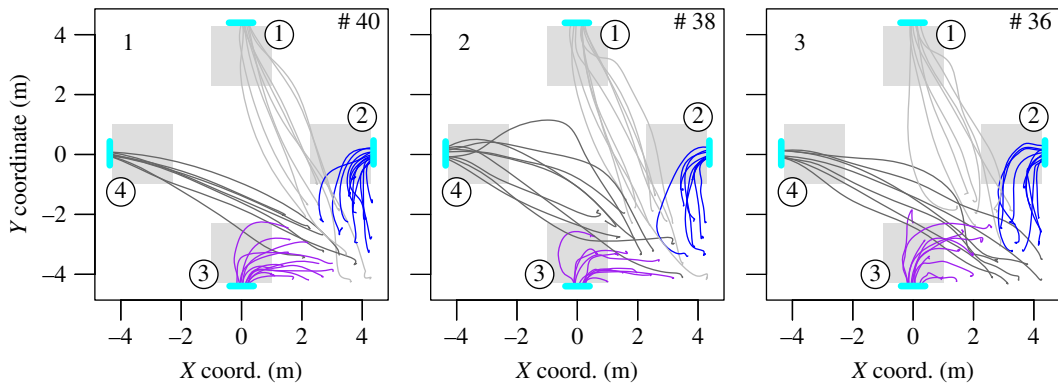 1 # 40 2 # 38 3 # 36
1 1 1
2 2 2
4 4 4
3 3 3
4
2
0
−2
−4
Y coordinate (m)
−4 −2 0 2 4 −4 −2 0 2 4 −4 −2 0 2 4
X coord. (m) X coord. (m) X coord. (m)